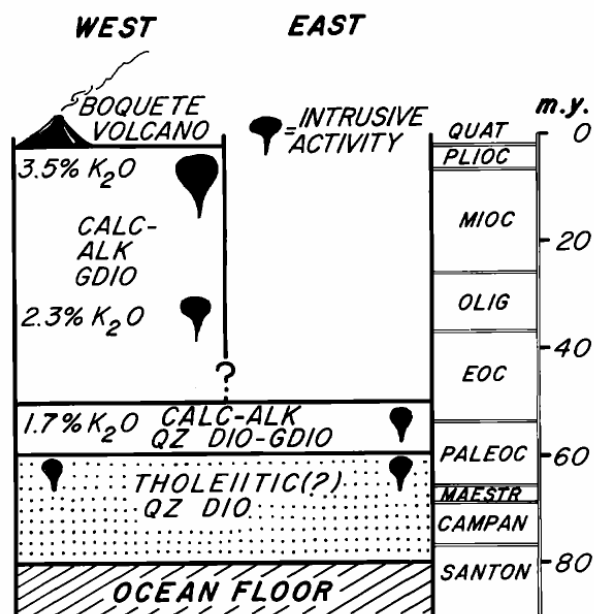 WEST
EAST
BOQUETE
VOLCANO
=INTRUSIVE
ACTIVITY
m.y.
QUAT
0
PLIOC
3.5% K2O
CALC-
ALK
GDIO
MIOC
20
2.3% K2O
OLIG
40
?
EOC
1.7% K2O
CALC-ALK
QZ DIO-GDIO
PALEOC
60
THOLEIITIC(?)
QZ DIO
MAESTR
CAMPAN
80
SANTON
OCEAN FLOOR